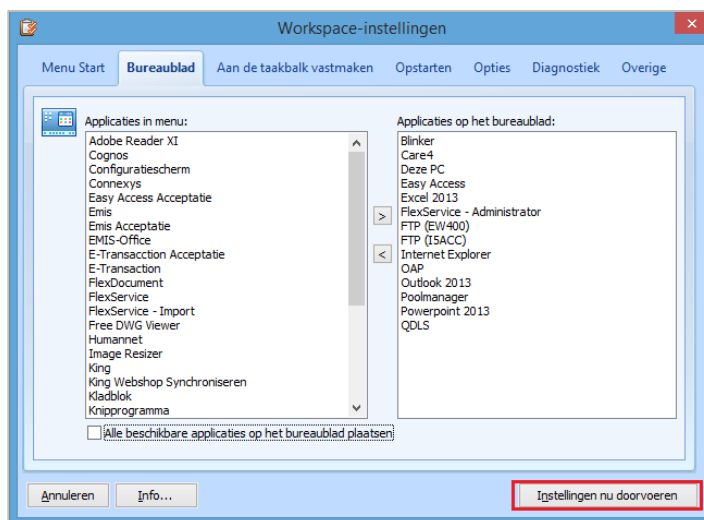 Workspace-instellingen
Menu Start Bureaublad Aan de taakbalk vastmaken Opstarten Opties Diagnostiek Overige
Applicaties in menu:
Adobe Reader XI
Cognos
Configuratiescherm
Connexys
Easy Access Acceptatie
Emis
Emis Acceptatie
EMIS-Office
E-Transacction Acceptatie
E-Transaction
FlexDocument
FlexService
FlexService - Import
Free DWG Viewer
Humannet
Image Resizer
King
King Webshop Synchroniseren
Kladblok
Knipprogramma
>
<
Applicaties op het bureaublad:
Blinker
Care4
Deze PC
Easy Access
Excel 2013
FlexService - Administrator
FTP (EW400)
FTP (I5ACC)
Internet Explorer
OAP
Outlook 2013
Poolmanager
Powerpoint 2013
QDLS
Alle beschikbare applicaties op het bureaublad plaatsen
Annuleren Info... Instellingen nu doorvoeren